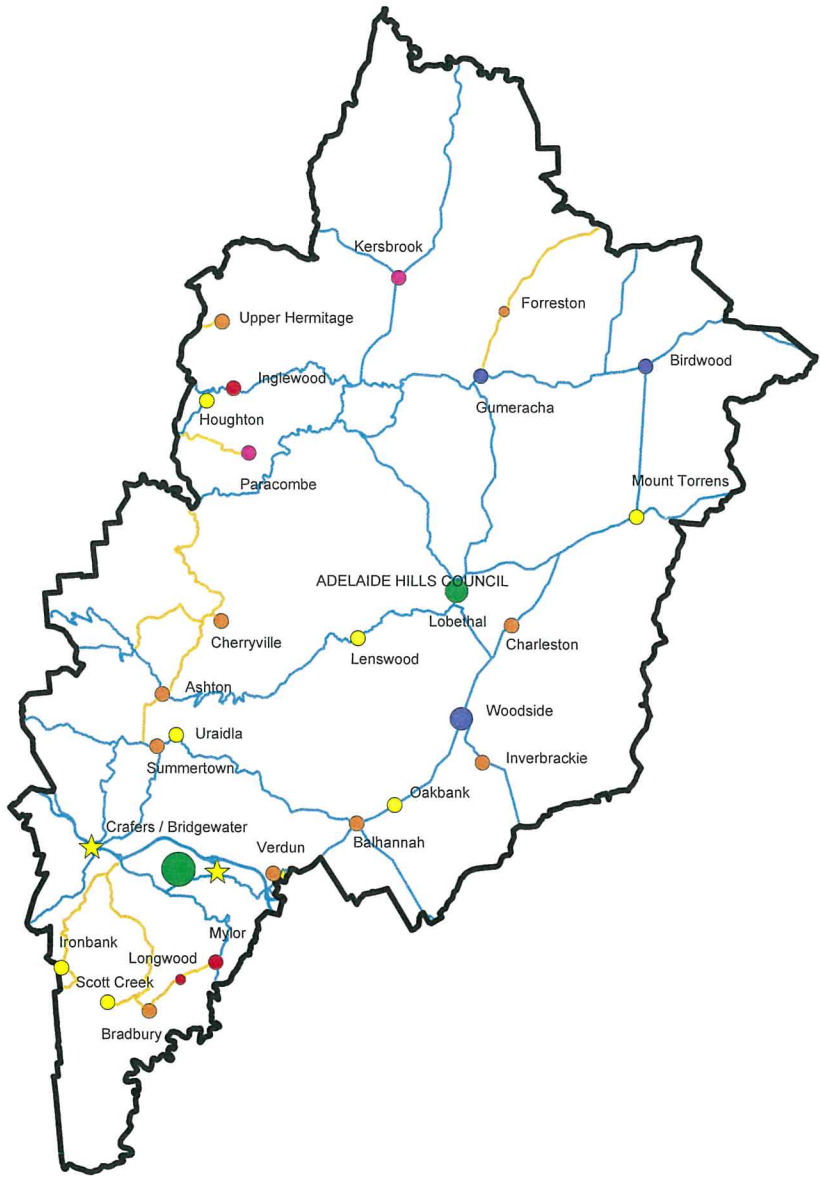 Kersbrook
Forreston
Upper Hermitage
Birdwood
Inglewood
Gumeracha
Houghton
Mount Torrens
Paracombe
ADELAIDE HILLS COUNCIL
Lobethal
Cherryville
Charleston
Lenswood
Ashton
Woodside
Uraidla
Inverbrackie
Summertown
Oakbank
Crafers / Bridgewater
Verdun
Balhannah
Mylor
Ironbank
Longwood
Scott Creek
Bradbury